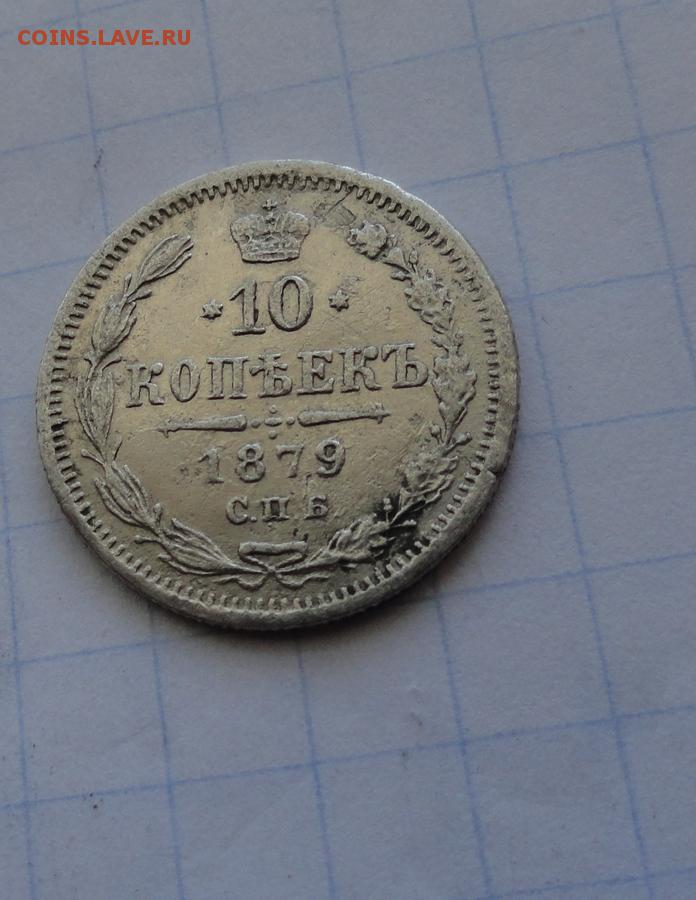 COINS.LAVE.RU
* 10 *
КОПѢЕКЪ
1879
С.П.Б